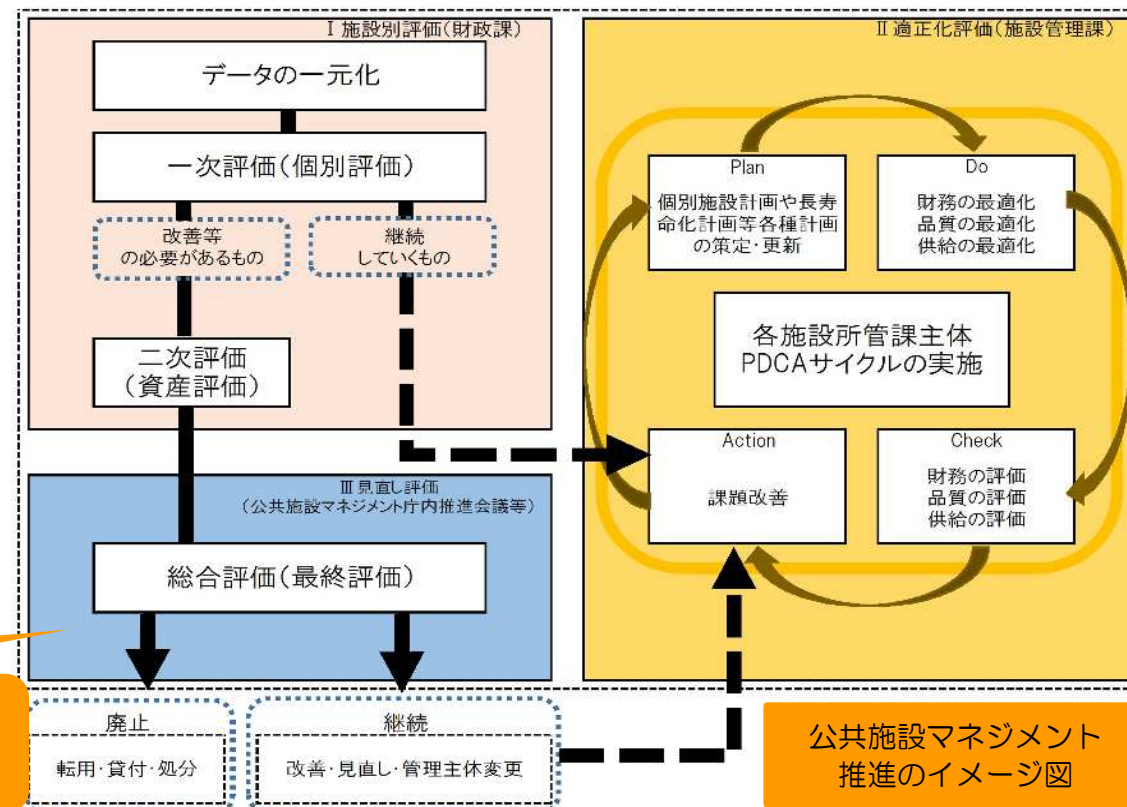 Ⅰ 施設別評価(財政課)
データの一元化
一次評価(個別評価)
改善等
の必要があるもの
継続
していくもの
二次評価
(資産評価)
Ⅲ 見直し評価
(公共施設マネジメント庁内推進会議等)
総合評価(最終評価)
廃止
転用・貸付・処分
継続
改善・見直し・管理主体変更
Ⅱ 適正化評価(施設管理課)
Plan
個別施設計画や長寿
命化計画等各種計画
の策定・更新
Do
財務の最適化
品質の最適化
供給の最適化
各施設所管課主体
PDCAサイクルの実施
Action
課題改善
Check
財務の評価
品質の評価
供給の評価
公共施設マネジメント
推進のイメージ図